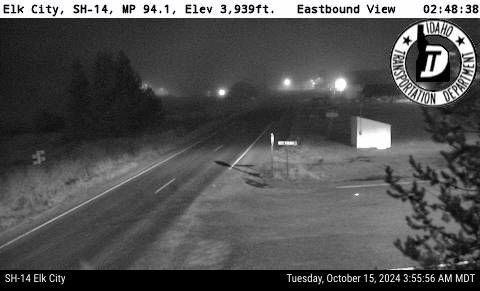 Elk City, SH-14, MP 94.1, Elev 3,939ft. Eastbound View 02:48:38
IDAHO
TRANSPORTATION DEPARTMENT
SH-14 Elk City Tuesday, October 15, 2024 3:55:56 AM MDT